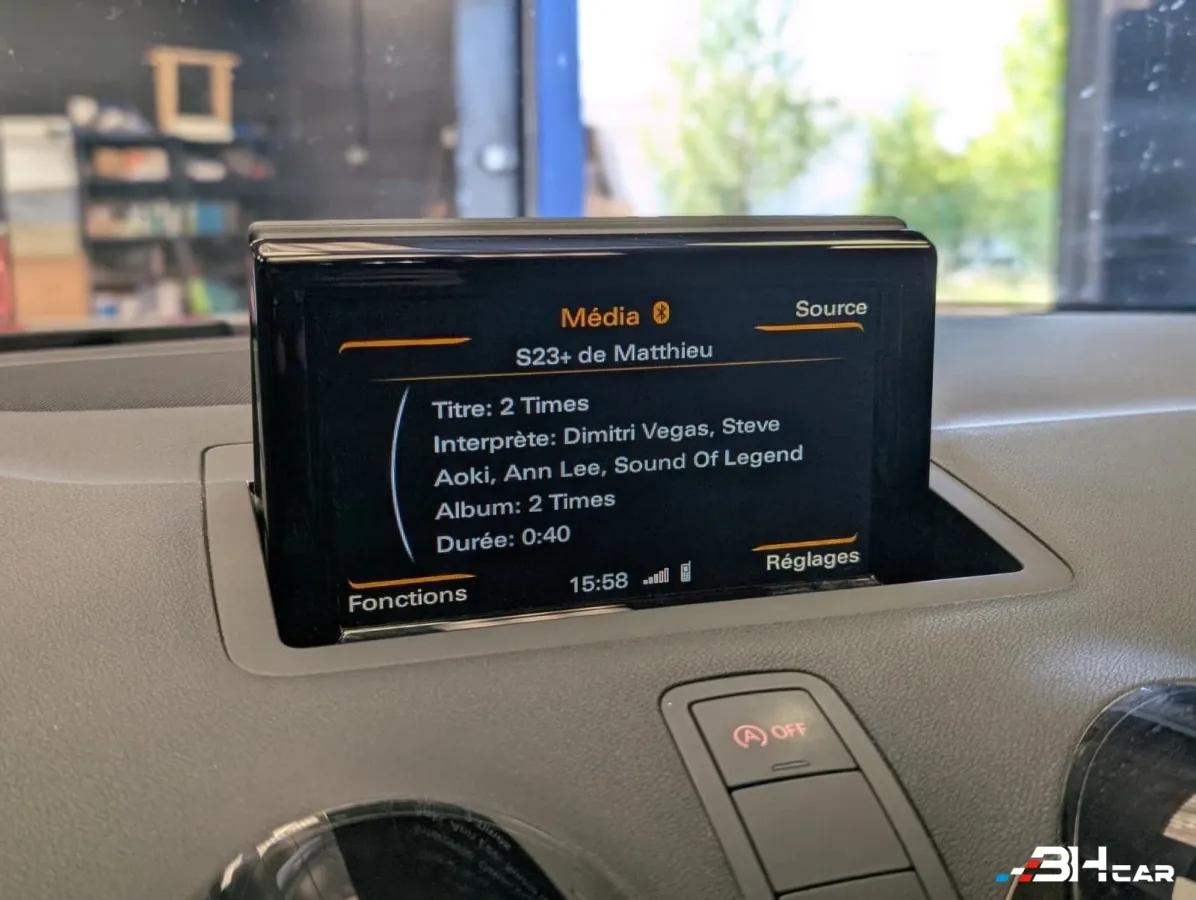 Média
Source
S23+ de Matthieu
Titre: 2 Times
Interprète: Dimitri Vegas, Steve
Aoki, Ann Lee, Sound Of Legend
Album: 2 Times
Durée: 0:40
Réglages
15:58
Fonctions
A OFF
BHCAR